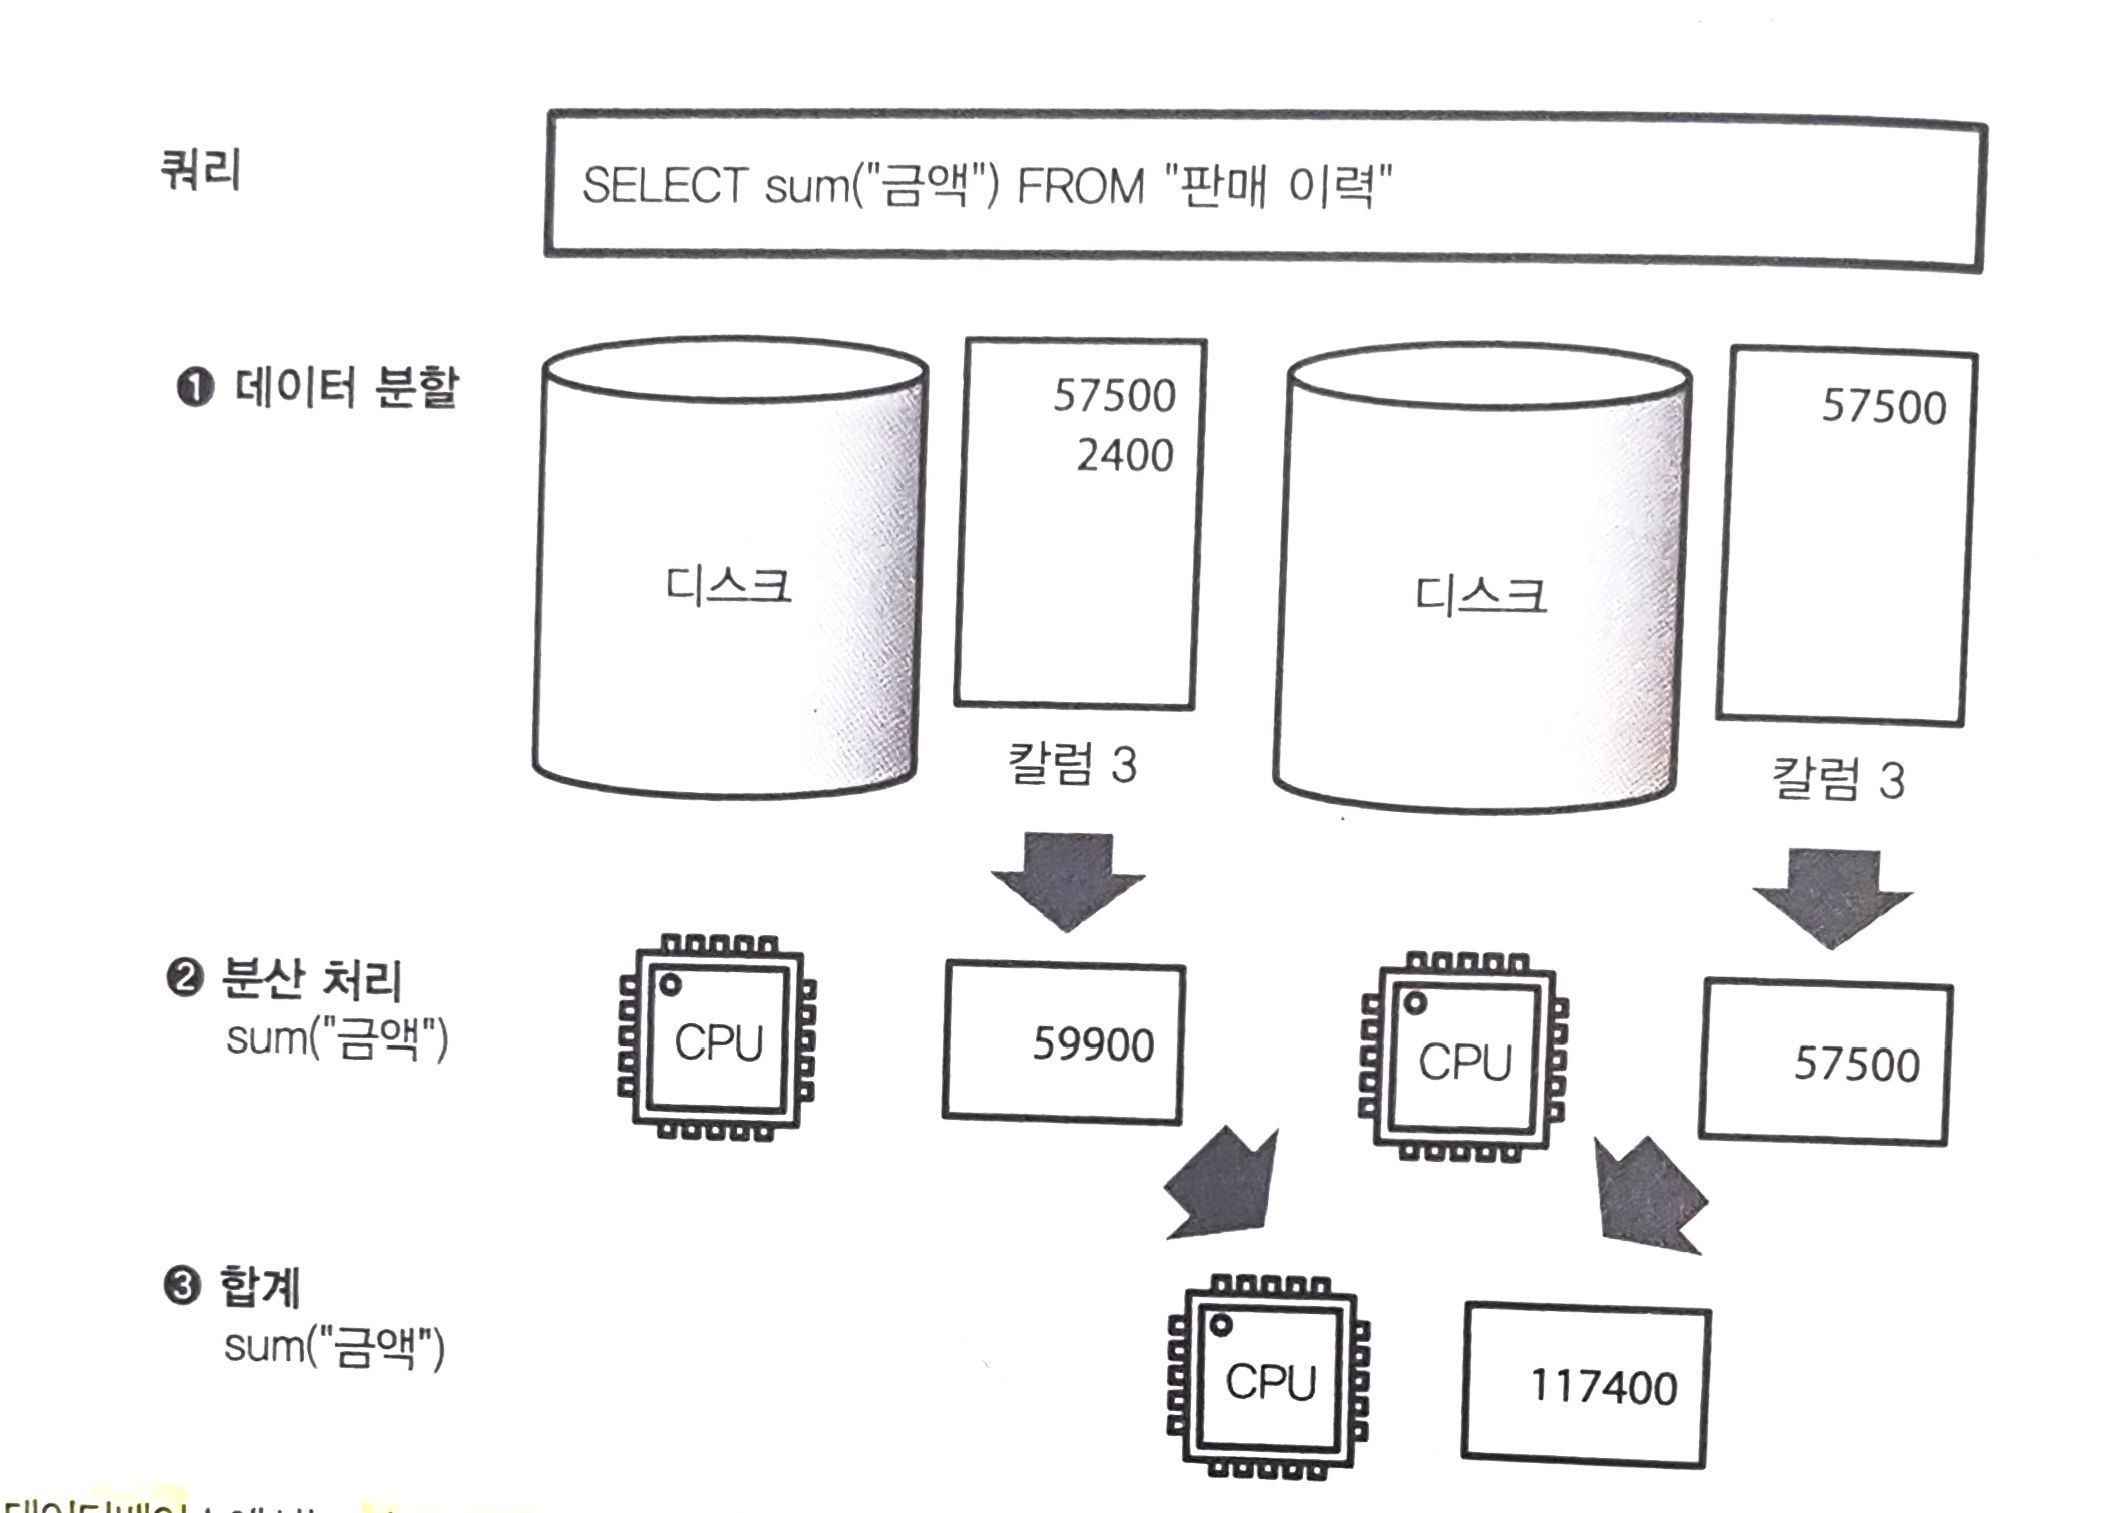 쿼리
SELECT sum("금액") FROM "판매 이력"
❶ 데이터 분할
디스크
57500
2400
칼럼 3
디스크
57500
칼럼 3
❷ 분산 처리
sum("금액")
CPU
59900
CPU
57500
❸ 합계
sum("금액")
CPU
117400